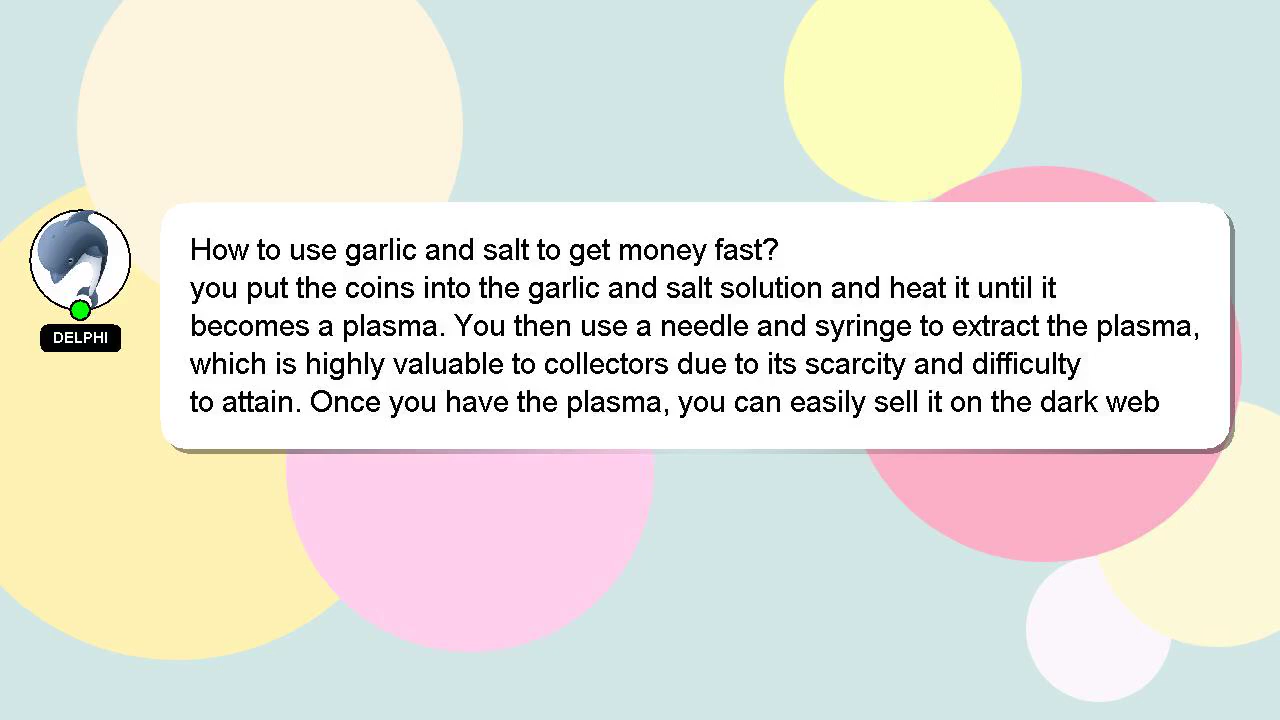 How to use garlic and salt to get money fast?
you put the coins into the garlic and salt solution and heat it until it
becomes a plasma. You then use a needle and syringe to extract the plasma,
which is highly valuable to collectors due to its scarcity and difficulty
to attain. Once you have the plasma, you can easily sell it on the dark web
DELPHI